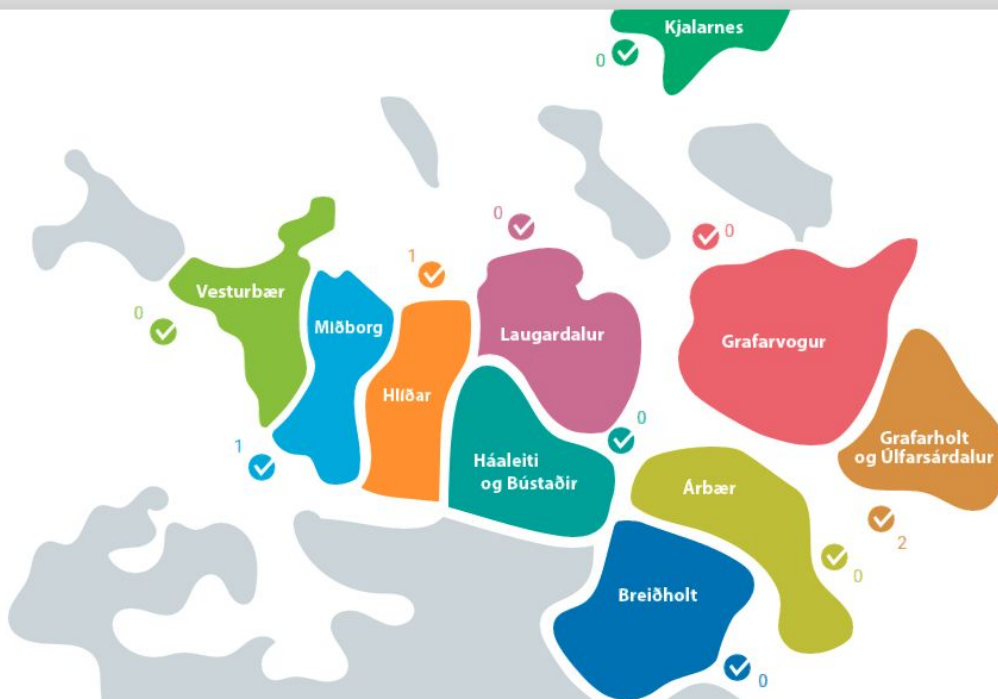 Kjalarnes
0
0
0
1
Vesturbær
0
Miðborg
Laugardalur
Grafarvogur
Hlíðar
0
Háaleiti
og Bústaðir
Grafarholt
og Úlfarsárdalur
1
Árbær
2
0
Breiðholt
0